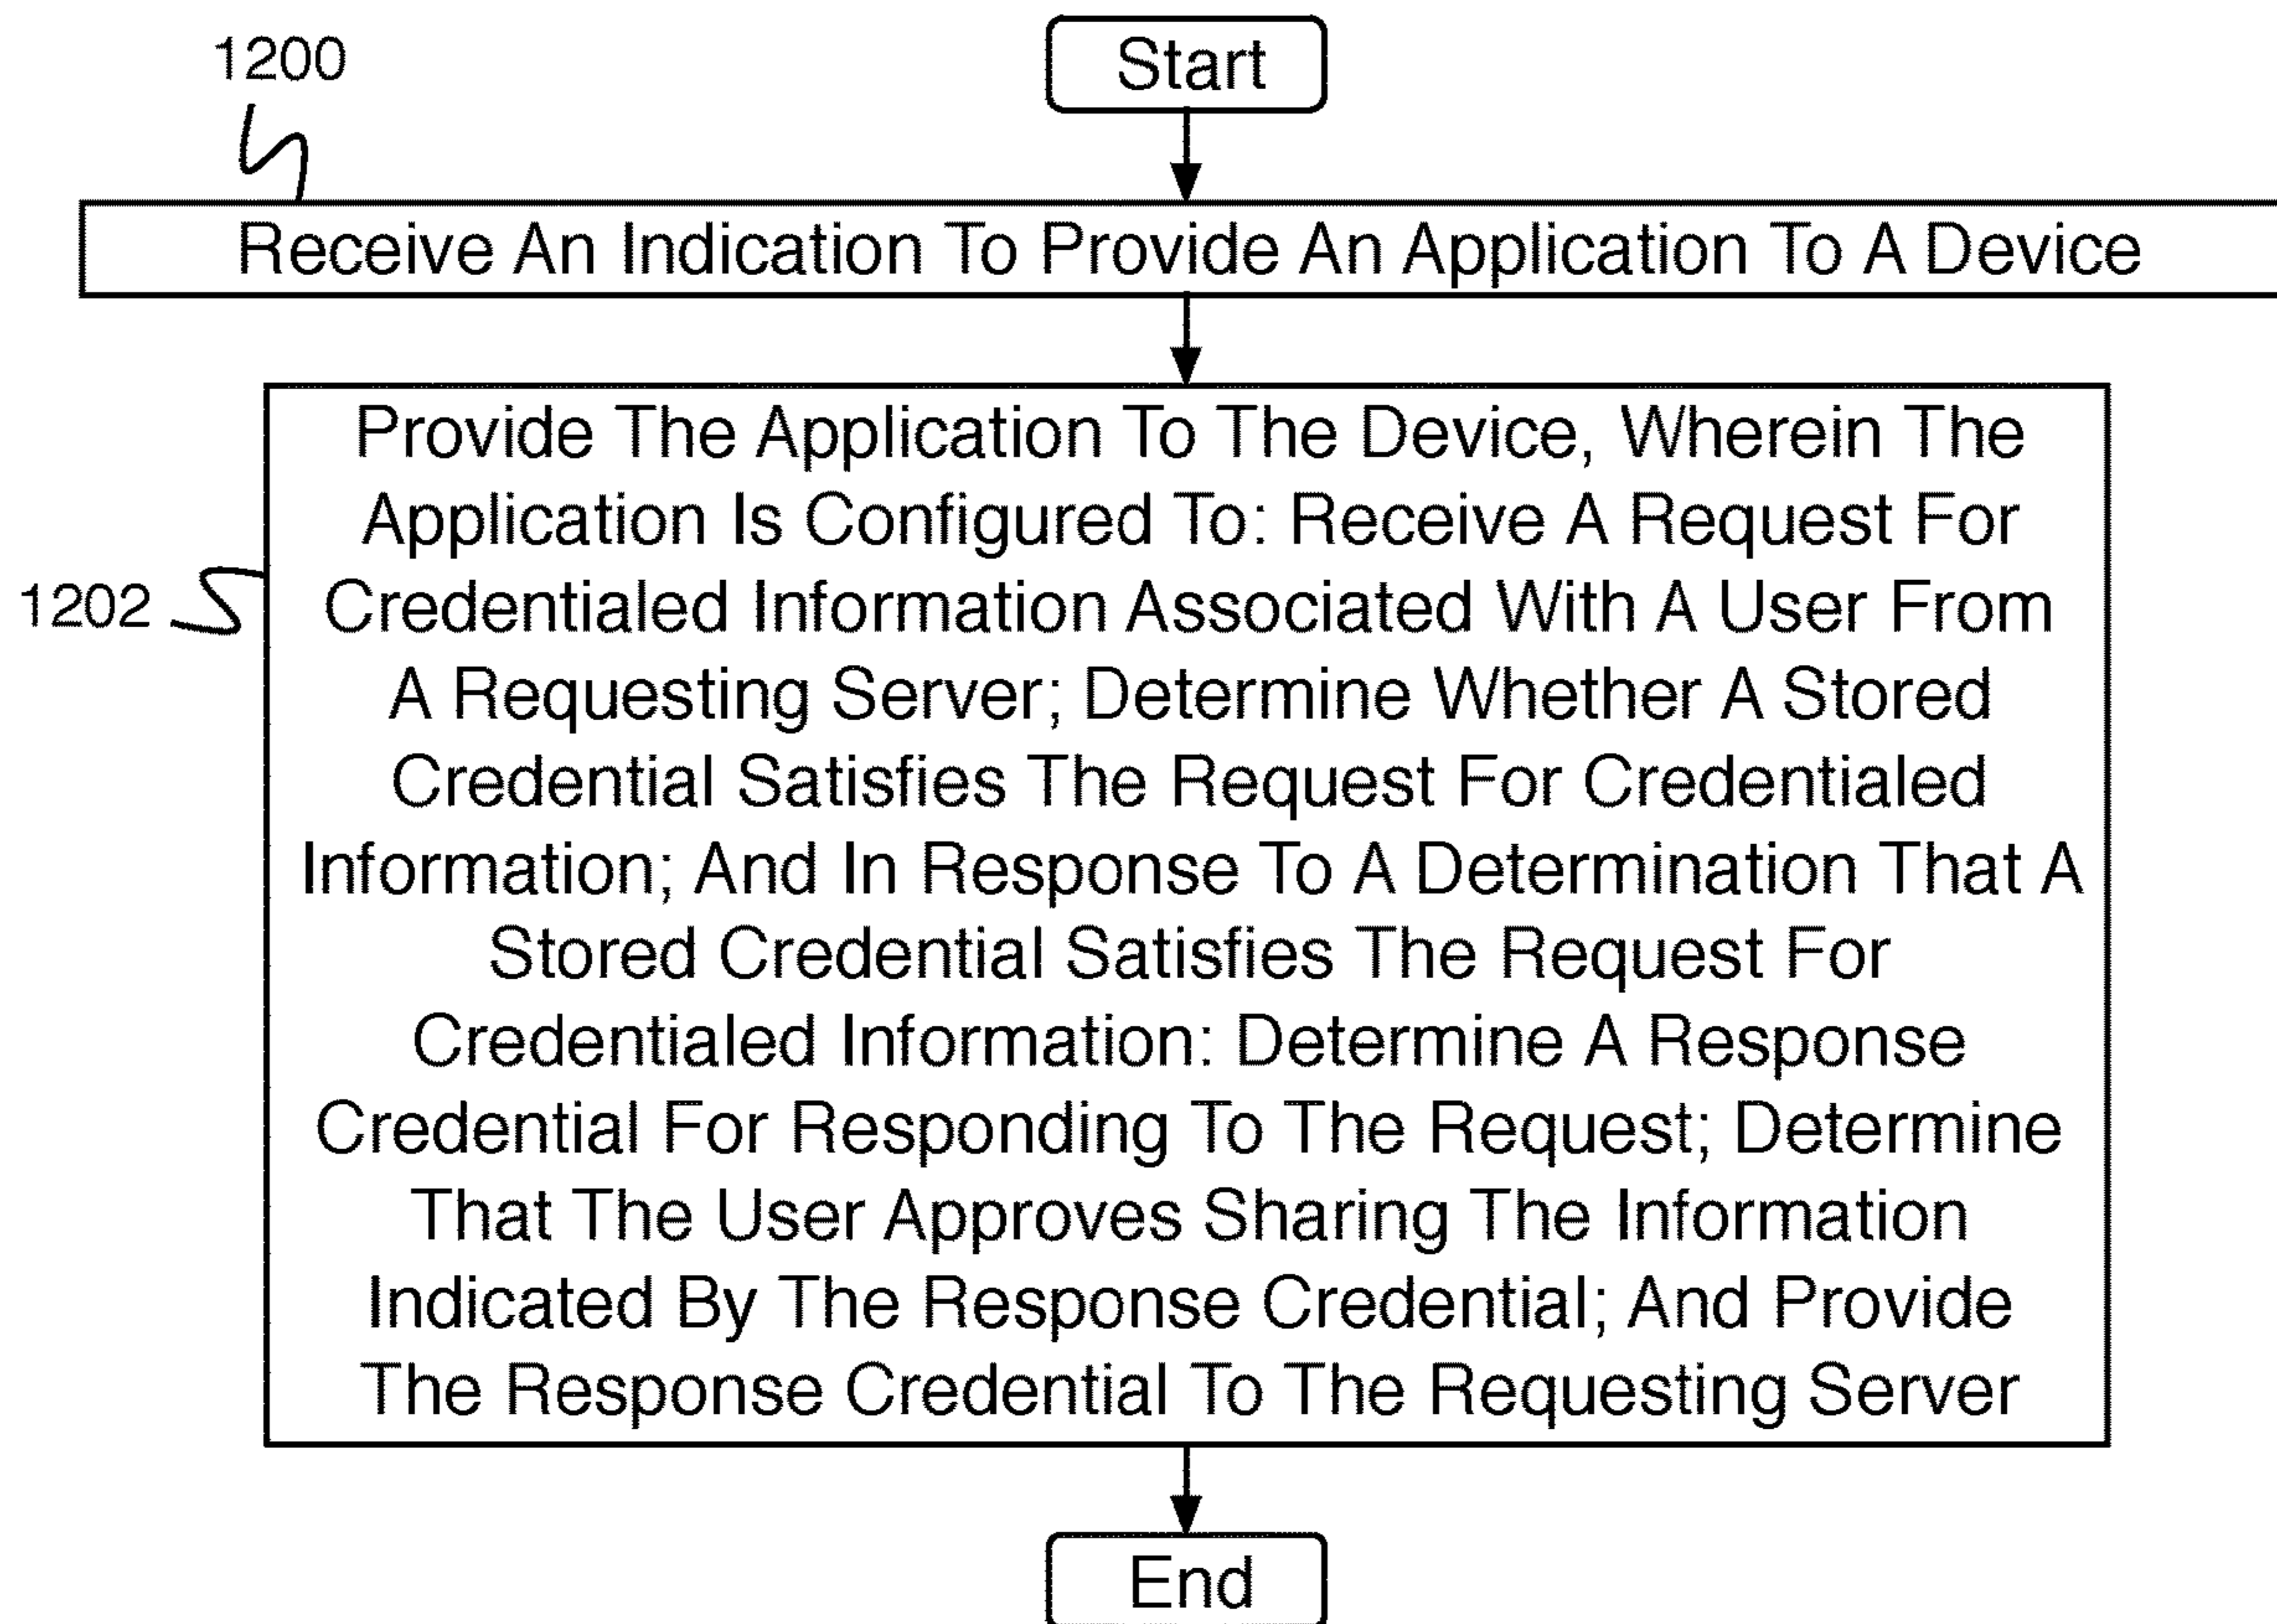 1200
Start
Receive An Indication To Provide An Application To A Device
Provide The Application To The Device, Wherein The
Application Is Configured To: Receive A Request For
Credentialed Information Associated With A User From
A Requesting Server; Determine Whether A Stored
Credential Satisfies The Request For Credentialed
Information; And In Response To A Determination That A
Stored Credential Satisfies The Request For
Credentialed Information: Determine A Response
Credential For Responding To The Request; Determine
That The User Approves Sharing The Information
Indicated By The Response Credential; And Provide
The Response Credential To The Requesting Server
1202
End